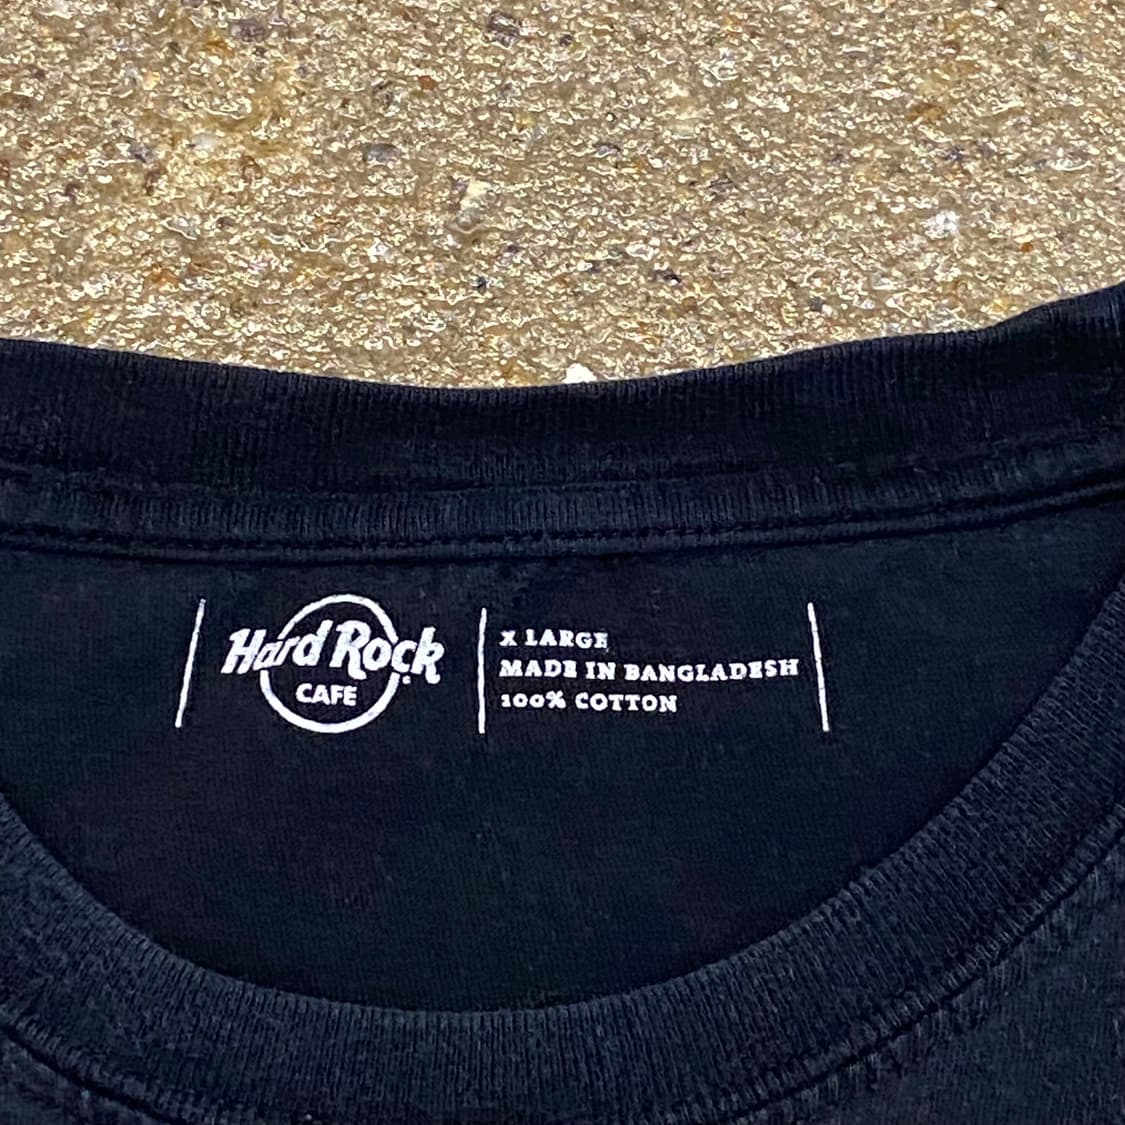 Hard Rock
CAFE
X LARGE
MADE IN BANGLADESH
100% COTTON